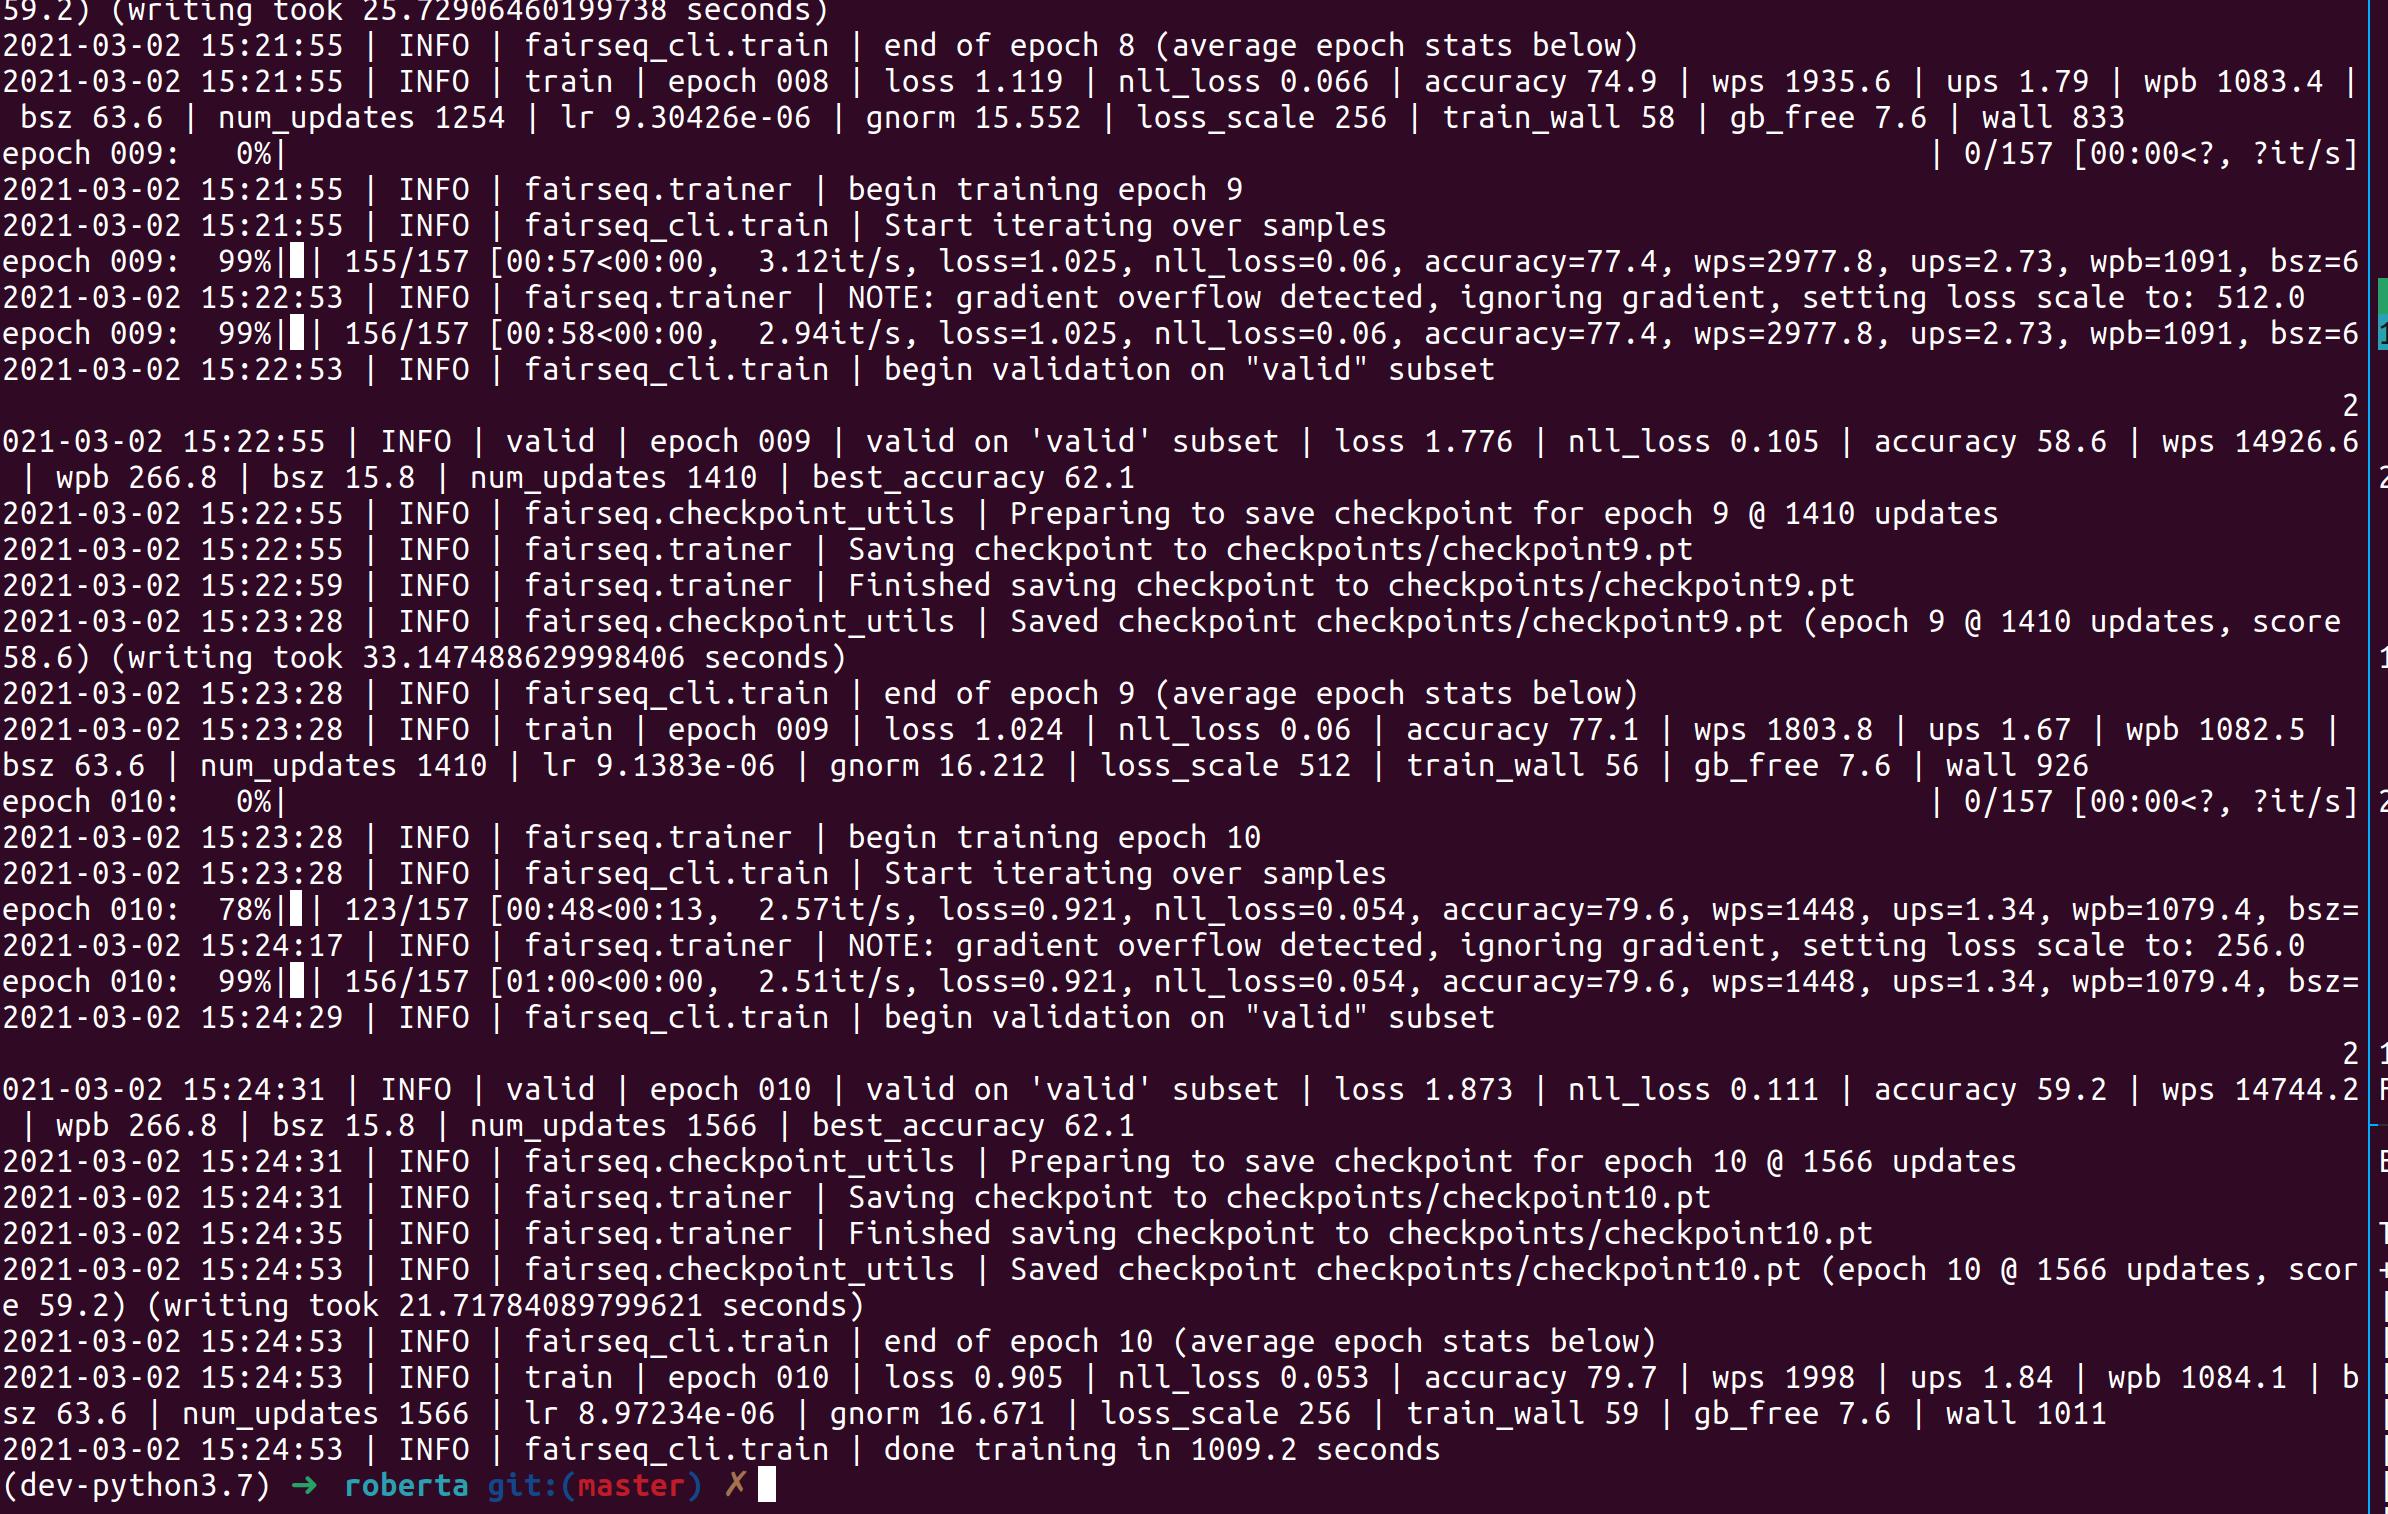 59.2) (writing took 25.72906460199738 seconds)
2021-03-02 15:21:55 | INFO | fairseq_cli.train | end of epoch 8 (average epoch stats below)
2021-03-02 15:21:55 | INFO | train | epoch 008 | loss 1.119 | nll_loss 0.066 | accuracy 74.9 | wps 1935.6 | ups 1.79 | wpb 1083.4 |
bsz 63.6 | num_updates 1254 | lr 9.30426e-06 | gnorm 15.552 | loss_scale 256 | train_wall 58 | gb_free 7.6 | wall 833
epoch 009:   0%|                                                                                           | 0/157 [00:00<?, ?it/s]
2021-03-02 15:21:55 | INFO | fairseq.trainer | begin training epoch 9
2021-03-02 15:21:55 | INFO | fairseq_cli.train | Start iterating over samples
epoch 009:  99%|█| 155/157 [00:57<00:00,  3.12it/s, loss=1.025, nll_loss=0.06, accuracy=77.4, wps=2977.8, ups=2.73, wpb=1091, bsz=6
2021-03-02 15:22:53 | INFO | fairseq.trainer | NOTE: gradient overflow detected, ignoring gradient, setting loss scale to: 512.0
epoch 009:  99%|█| 156/157 [00:58<00:00,  2.94it/s, loss=1.025, nll_loss=0.06, accuracy=77.4, wps=2977.8, ups=2.73, wpb=1091, bsz=6
2021-03-02 15:22:53 | INFO | fairseq_cli.train | begin validation on "valid" subset
2
021-03-02 15:22:55 | INFO | valid | epoch 009 | valid on 'valid' subset | loss 1.776 | nll_loss 0.105 | accuracy 58.6 | wps 14926.6
| wpb 266.8 | bsz 15.8 | num_updates 1410 | best_accuracy 62.1
2021-03-02 15:22:55 | INFO | fairseq.checkpoint_utils | Preparing to save checkpoint for epoch 9 @ 1410 updates
2021-03-02 15:22:55 | INFO | fairseq.trainer | Saving checkpoint to checkpoints/checkpoint9.pt
2021-03-02 15:22:59 | INFO | fairseq.trainer | Finished saving checkpoint to checkpoints/checkpoint9.pt
2021-03-02 15:23:28 | INFO | fairseq.checkpoint_utils | Saved checkpoint checkpoints/checkpoint9.pt (epoch 9 @ 1410 updates, score
58.6) (writing took 33.147488629998406 seconds)
2021-03-02 15:23:28 | INFO | fairseq_cli.train | end of epoch 9 (average epoch stats below)
2021-03-02 15:23:28 | INFO | train | epoch 009 | loss 1.024 | nll_loss 0.06 | accuracy 77.1 | wps 1803.8 | ups 1.67 | wpb 1082.5 |
bsz 63.6 | num_updates 1410 | lr 9.1383e-06 | gnorm 16.212 | loss_scale 512 | train_wall 56 | gb_free 7.6 | wall 926
epoch 010:   0%|                                                                                           | 0/157 [00:00<?, ?it/s]
2021-03-02 15:23:28 | INFO | fairseq.trainer | begin training epoch 10
2021-03-02 15:23:28 | INFO | fairseq_cli.train | Start iterating over samples
epoch 010:  78%|█| 123/157 [00:48<00:13,  2.57it/s, loss=0.921, nll_loss=0.054, accuracy=79.6, wps=1448, ups=1.34, wpb=1079.4, bsz=
2021-03-02 15:24:17 | INFO | fairseq.trainer | NOTE: gradient overflow detected, ignoring gradient, setting loss scale to: 256.0
epoch 010:  99%|█| 156/157 [01:00<00:00,  2.51it/s, loss=0.921, nll_loss=0.054, accuracy=79.6, wps=1448, ups=1.34, wpb=1079.4, bsz=
2021-03-02 15:24:29 | INFO | fairseq_cli.train | begin validation on "valid" subset
2
021-03-02 15:24:31 | INFO | valid | epoch 010 | valid on 'valid' subset | loss 1.873 | nll_loss 0.111 | accuracy 59.2 | wps 14744.2
| wpb 266.8 | bsz 15.8 | num_updates 1566 | best_accuracy 62.1
2021-03-02 15:24:31 | INFO | fairseq.checkpoint_utils | Preparing to save checkpoint for epoch 10 @ 1566 updates
2021-03-02 15:24:31 | INFO | fairseq.trainer | Saving checkpoint to checkpoints/checkpoint10.pt
2021-03-02 15:24:35 | INFO | fairseq.trainer | Finished saving checkpoint to checkpoints/checkpoint10.pt
2021-03-02 15:24:53 | INFO | fairseq.checkpoint_utils | Saved checkpoint checkpoints/checkpoint10.pt (epoch 10 @ 1566 updates, scor
e 59.2) (writing took 21.71784089799621 seconds)
2021-03-02 15:24:53 | INFO | fairseq_cli.train | end of epoch 10 (average epoch stats below)
2021-03-02 15:24:53 | INFO | train | epoch 010 | loss 0.905 | nll_loss 0.053 | accuracy 79.7 | wps 1998 | ups 1.84 | wpb 1084.1 | b
sz 63.6 | num_updates 1566 | lr 8.97234e-06 | gnorm 16.671 | loss_scale 256 | train_wall 59 | gb_free 7.6 | wall 1011
2021-03-02 15:24:53 | INFO | fairseq_cli.train | done training in 1009.2 seconds
(dev-python3.7) ➜ roberta git:(master) ✗